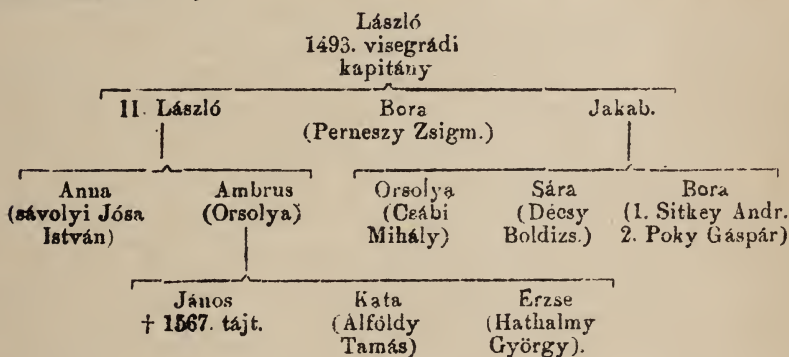 László
1493. visegrádi
kapitány
II. László Bora Jakab.
(Perneszy Zsigm.)
Anna Ambrus Orsolya Sára Bora
(sávolyi Jósa (Orsolya) (Csábi (Décsy (1. Sitkey Andr.
István) Mihály) Boldizs.) 2. Poky Gáspár)
János Kata Erzse
† 1567. tájt. (Alföldy (Hathalmy
Tamás) György).